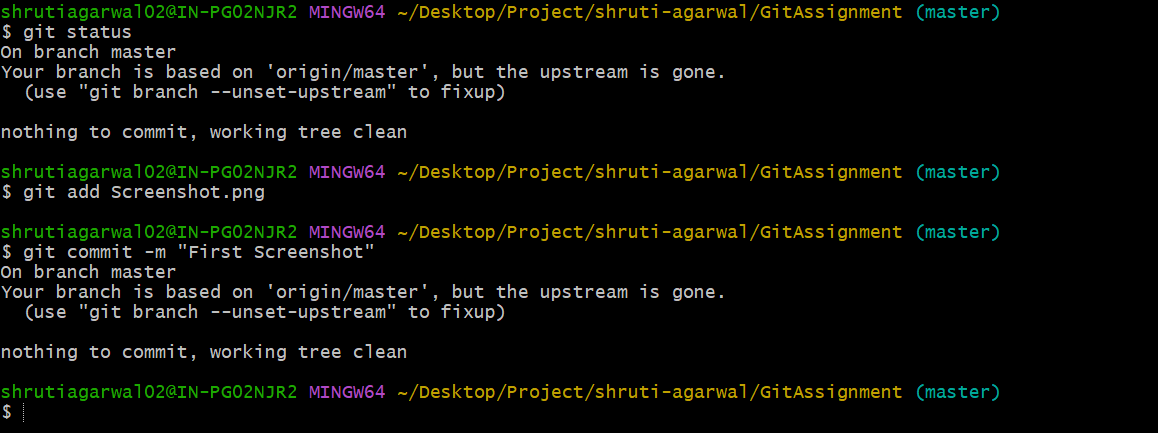 shrutiagarwal02@IN-PG02NJR2 MINGW64 ~/Desktop/Project/shruti-agarwal/GitAssignment (master)
$ git status
On branch master
Your branch is based on 'origin/master', but the upstream is gone.
  (use "git branch --unset-upstream" to fixup)

nothing to commit, working tree clean

shrutiagarwal02@IN-PG02NJR2 MINGW64 ~/Desktop/Project/shruti-agarwal/GitAssignment (master)
$ git add Screenshot.png

shrutiagarwal02@IN-PG02NJR2 MINGW64 ~/Desktop/Project/shruti-agarwal/GitAssignment (master)
$ git commit -m "First Screenshot"
On branch master
Your branch is based on 'origin/master', but the upstream is gone.
  (use "git branch --unset-upstream" to fixup)

nothing to commit, working tree clean

shrutiagarwal02@IN-PG02NJR2 MINGW64 ~/Desktop/Project/shruti-agarwal/GitAssignment (master)
$